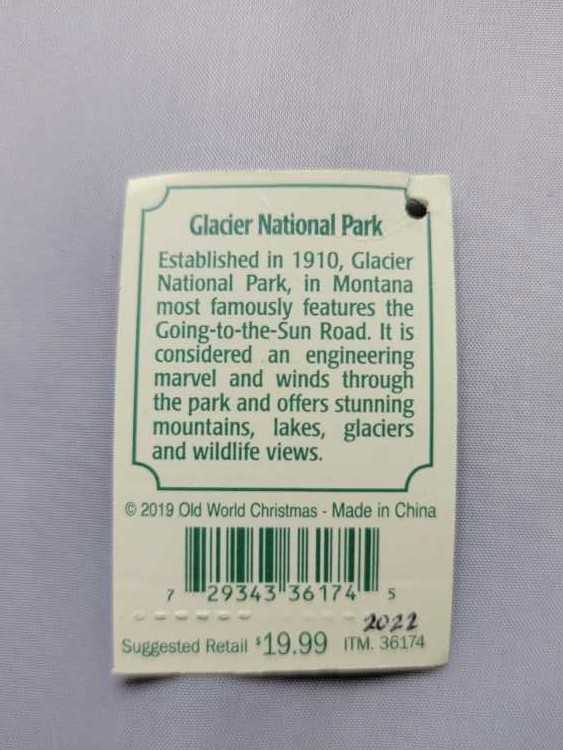 Glacier National Park
Established in 1910, Glacier
National Park, in Montana
most famously features the
Going-to-the-Sun Road. It is
considered an engineering
marvel and winds through
the park and offers stunning
mountains, lakes, glaciers
and wildlife views.
© 2019 Old World Christmas - Made in China
7 29343 36174 5
2022
Suggested Retail $19.99 ITM. 36174